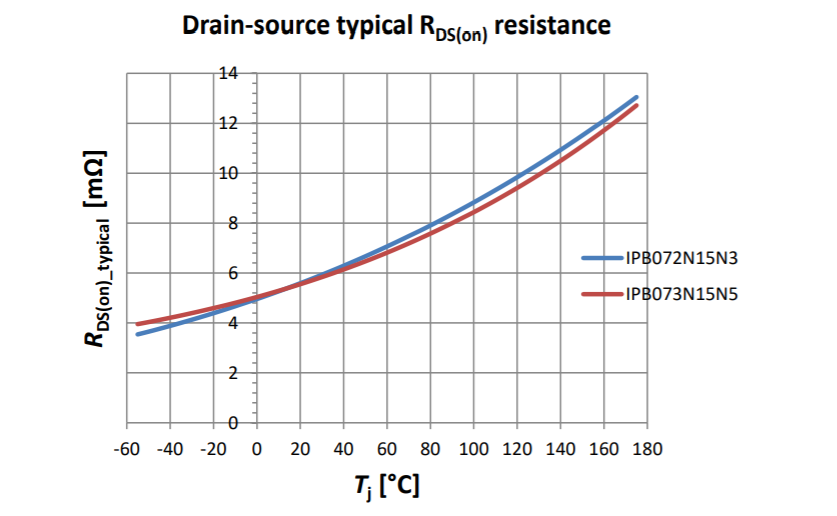 Drain-source typical RDS(on) resistance
14
12
10
8
6
4
2
0
-60 -40 -20 0 20 40 60 80 100 120 140 160 180
RDS(on)_typical [mΩ]
Tj [°C]
IPB072N15N3
IPB073N15N5